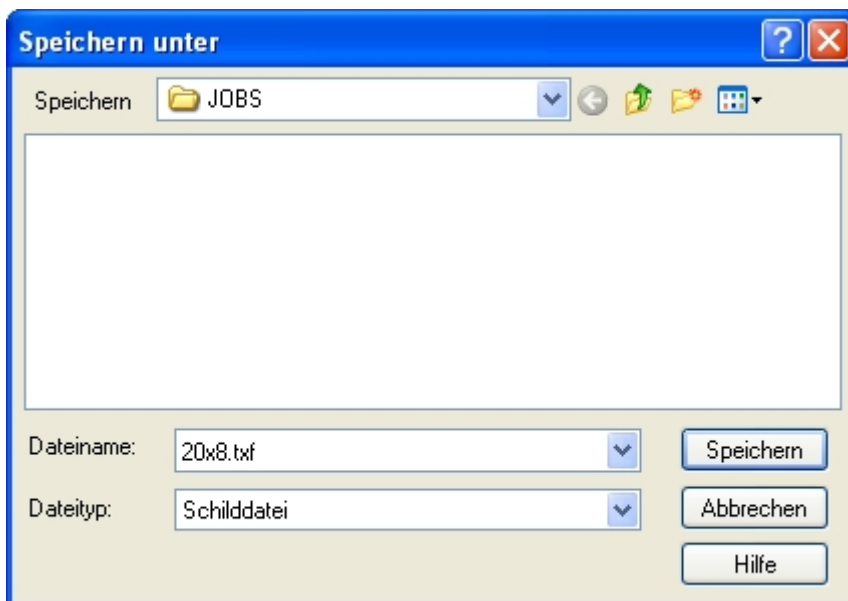 Speichern unter
Speichern JOBS
Dateiname: 20x8.txf Speichern
Dateityp: Schilddatei Abbrechen
Hilfe